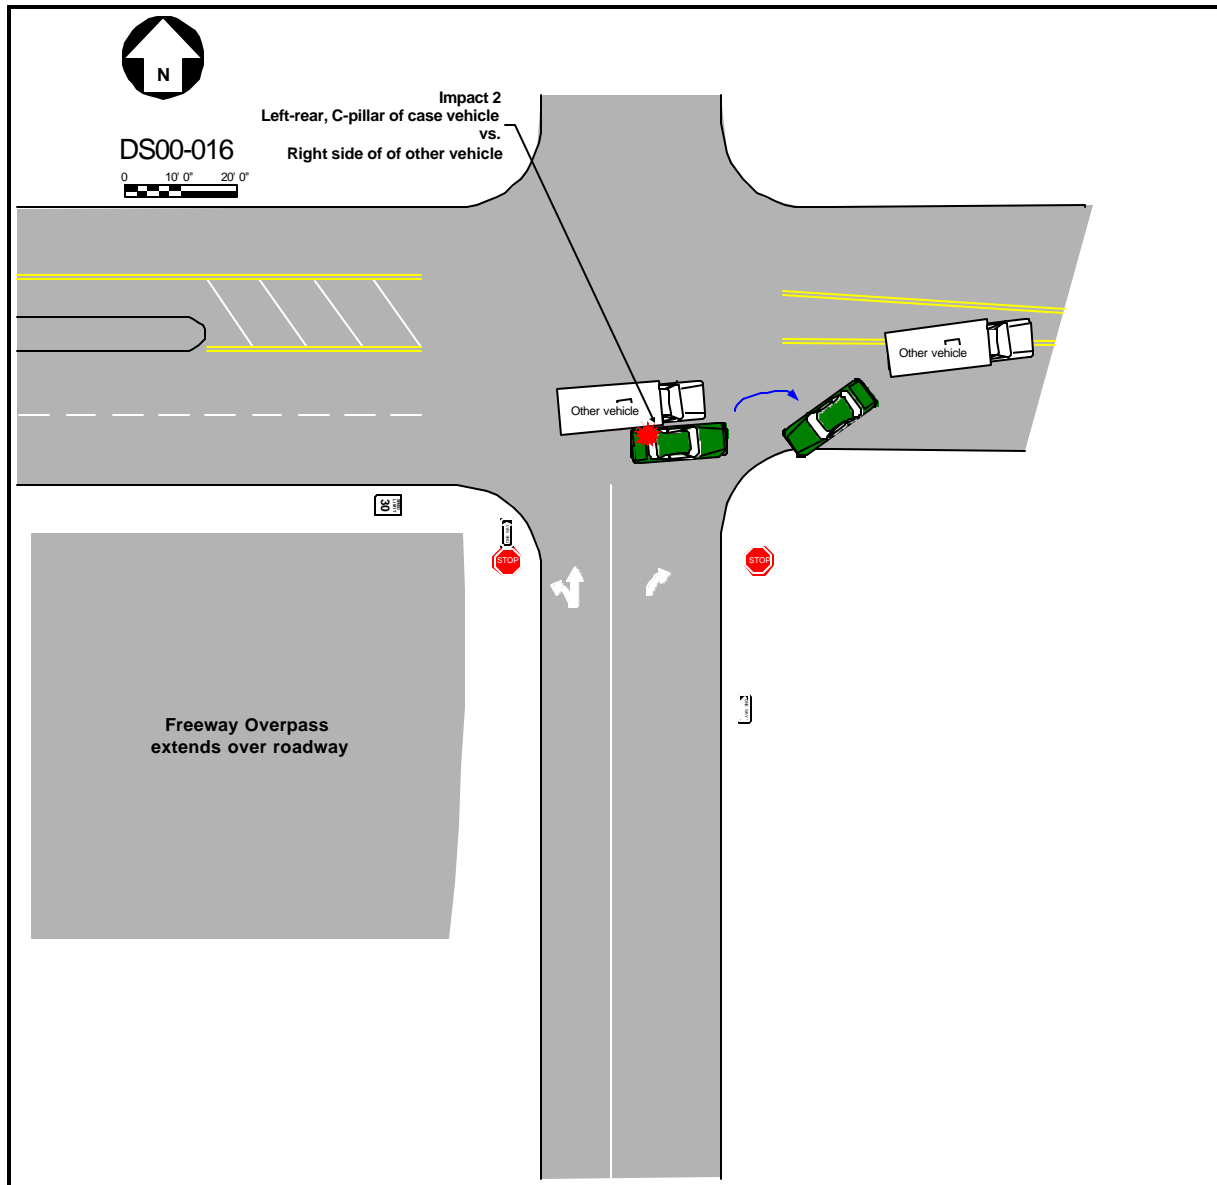 N
Impact 2
Left-rear, C-pillar of case vehicle
vs.
Right side of of other vehicle
DS00-016
0 10' 0" 20' 0"
Other vehicle
Other vehicle
30
STOP
STOP
Freeway Overpass
extends over roadway